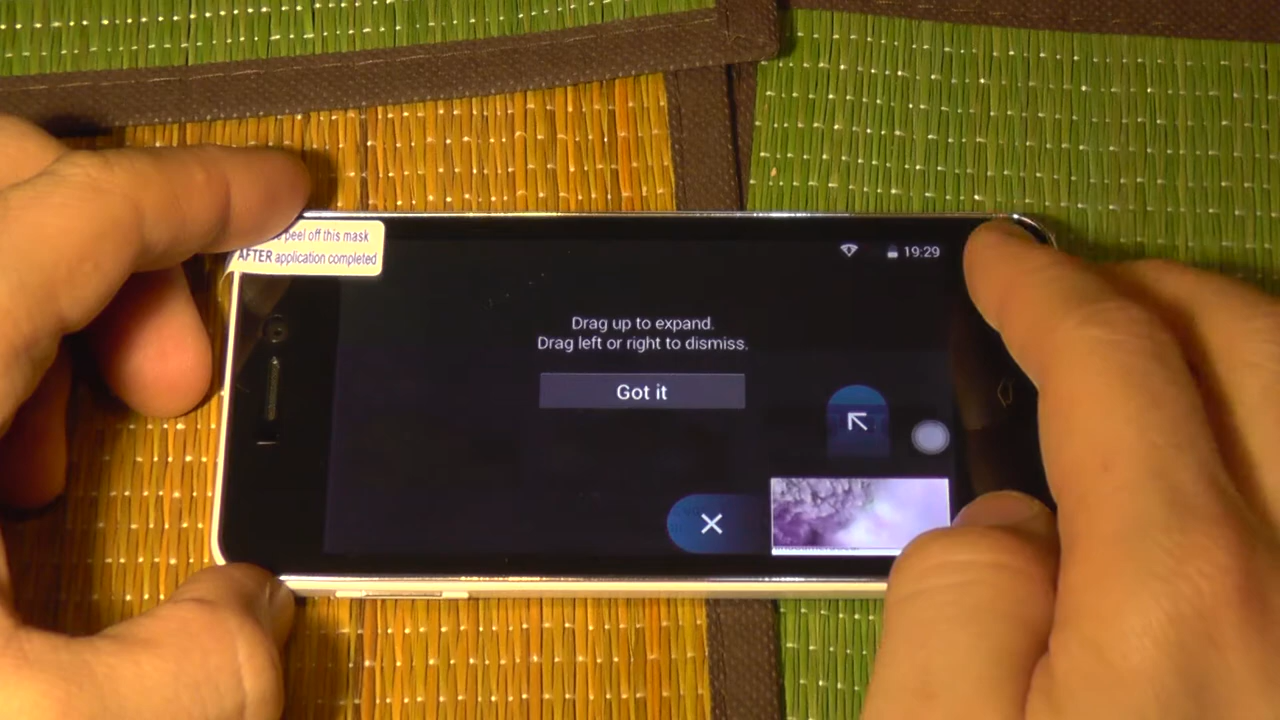 peel off this mask
AFTER application completed
19:29
Drag up to expand.
Drag left or right to dismiss.
Got it